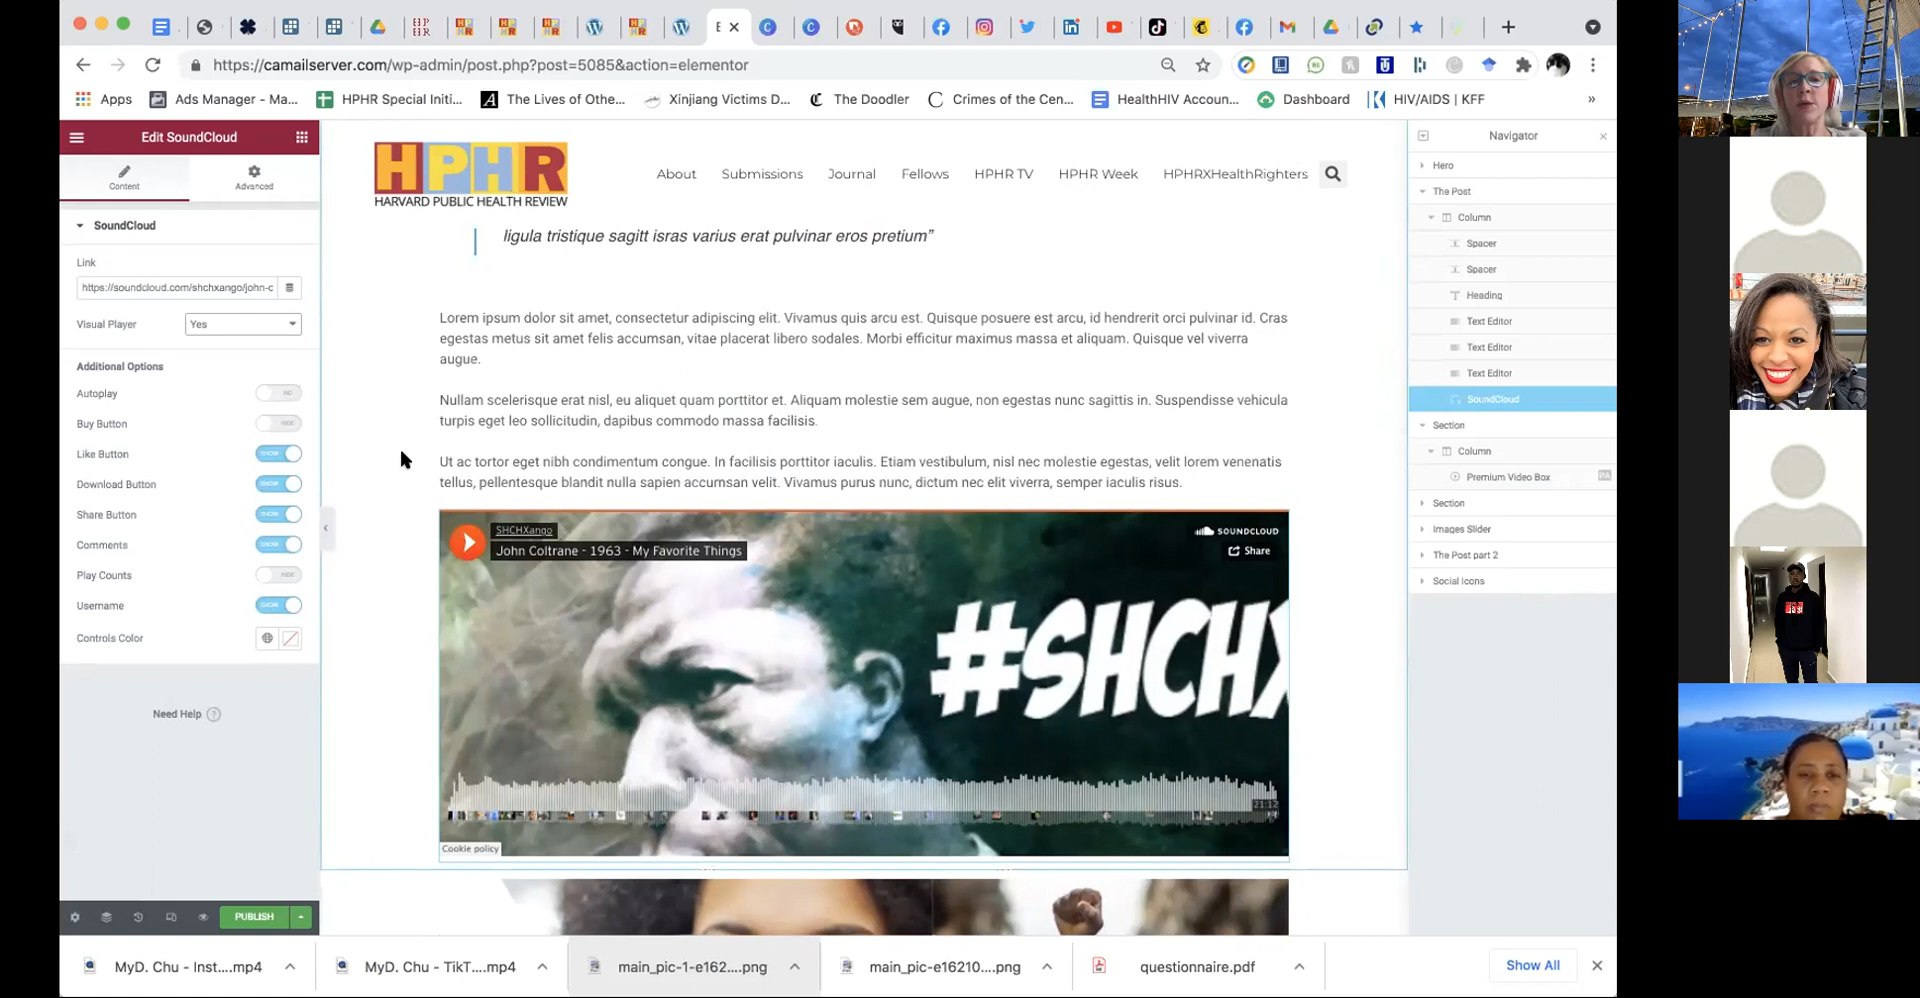 E
https://camailserver.com/wp-admin/post.php?post=5085&action=elementor
Apps
Ads Manager - Ma...
HPHR Special Initi...
The Lives of Othe...
Xinjiang Victims D...
The Doodler
Crimes of the Cen...
HealthHIV Accoun...
Dashboard
HIV/AIDS | KFF
»
Edit SoundCloud
Content
Advanced
SoundCloud
Link
https://soundcloud.com/shchxango/john-c
Visual Player
Yes
Additional Options
Autoplay
NO
Buy Button
HIDE
Like Button
SHOW
Download Button
SHOW
Share Button
SHOW
Comments
SHOW
Play Counts
HIDE
Username
SHOW
Controls Color
Need Help
PUBLISH
HPHR
HARVARD PUBLIC HEALTH REVIEW
About
Submissions
Journal
Fellows
HPHR TV
HPHR Week
HPHRXHealthRighters
ligula tristique sagitt isras varius erat pulvinar eros pretium”
Lorem ipsum dolor sit amet, consectetur adipiscing elit. Vivamus quis arcu est. Quisque posuere est arcu, id hendrerit orci pulvinar id. Cras
egestas metus sit amet felis accumsan, vitae placerat libero sodales. Morbi efficitur maximus massa et aliquam. Quisque vel viverra
augue.
Nullam scelerisque erat nisl, eu aliquet quam porttitor et. Aliquam molestie sem augue, non egestas nunc sagittis in. Suspendisse vehicula
turpis eget leo sollicitudin, dapibus commodo massa facilisis.
Ut ac tortor eget nibh condimentum congue. In facilisis porttitor iaculis. Etiam vestibulum, nisl nec molestie egestas, velit lorem venenatis
tellus, pellentesque blandit nulla sapien accumsan velit. Vivamus purus nunc, dictum nec elit viverra, semper iaculis risus.
SHCHXango
John Coltrane - 1963 - My Favorite Things
SOUNDCLOUD
Share
#SHCHX
21:12
Cookie policy
Navigator
Hero
The Post
Column
Spacer
Spacer
Heading
Text Editor
Text Editor
Text Editor
SoundCloud
Section
Column
Premium Video Box
Section
Images Slider
The Post part 2
Social Icons
MyD. Chu - Inst....mp4
MyD. Chu - TikT....mp4
main_pic-1-e162....png
main_pic-e16210....png
questionnaire.pdf
Show All